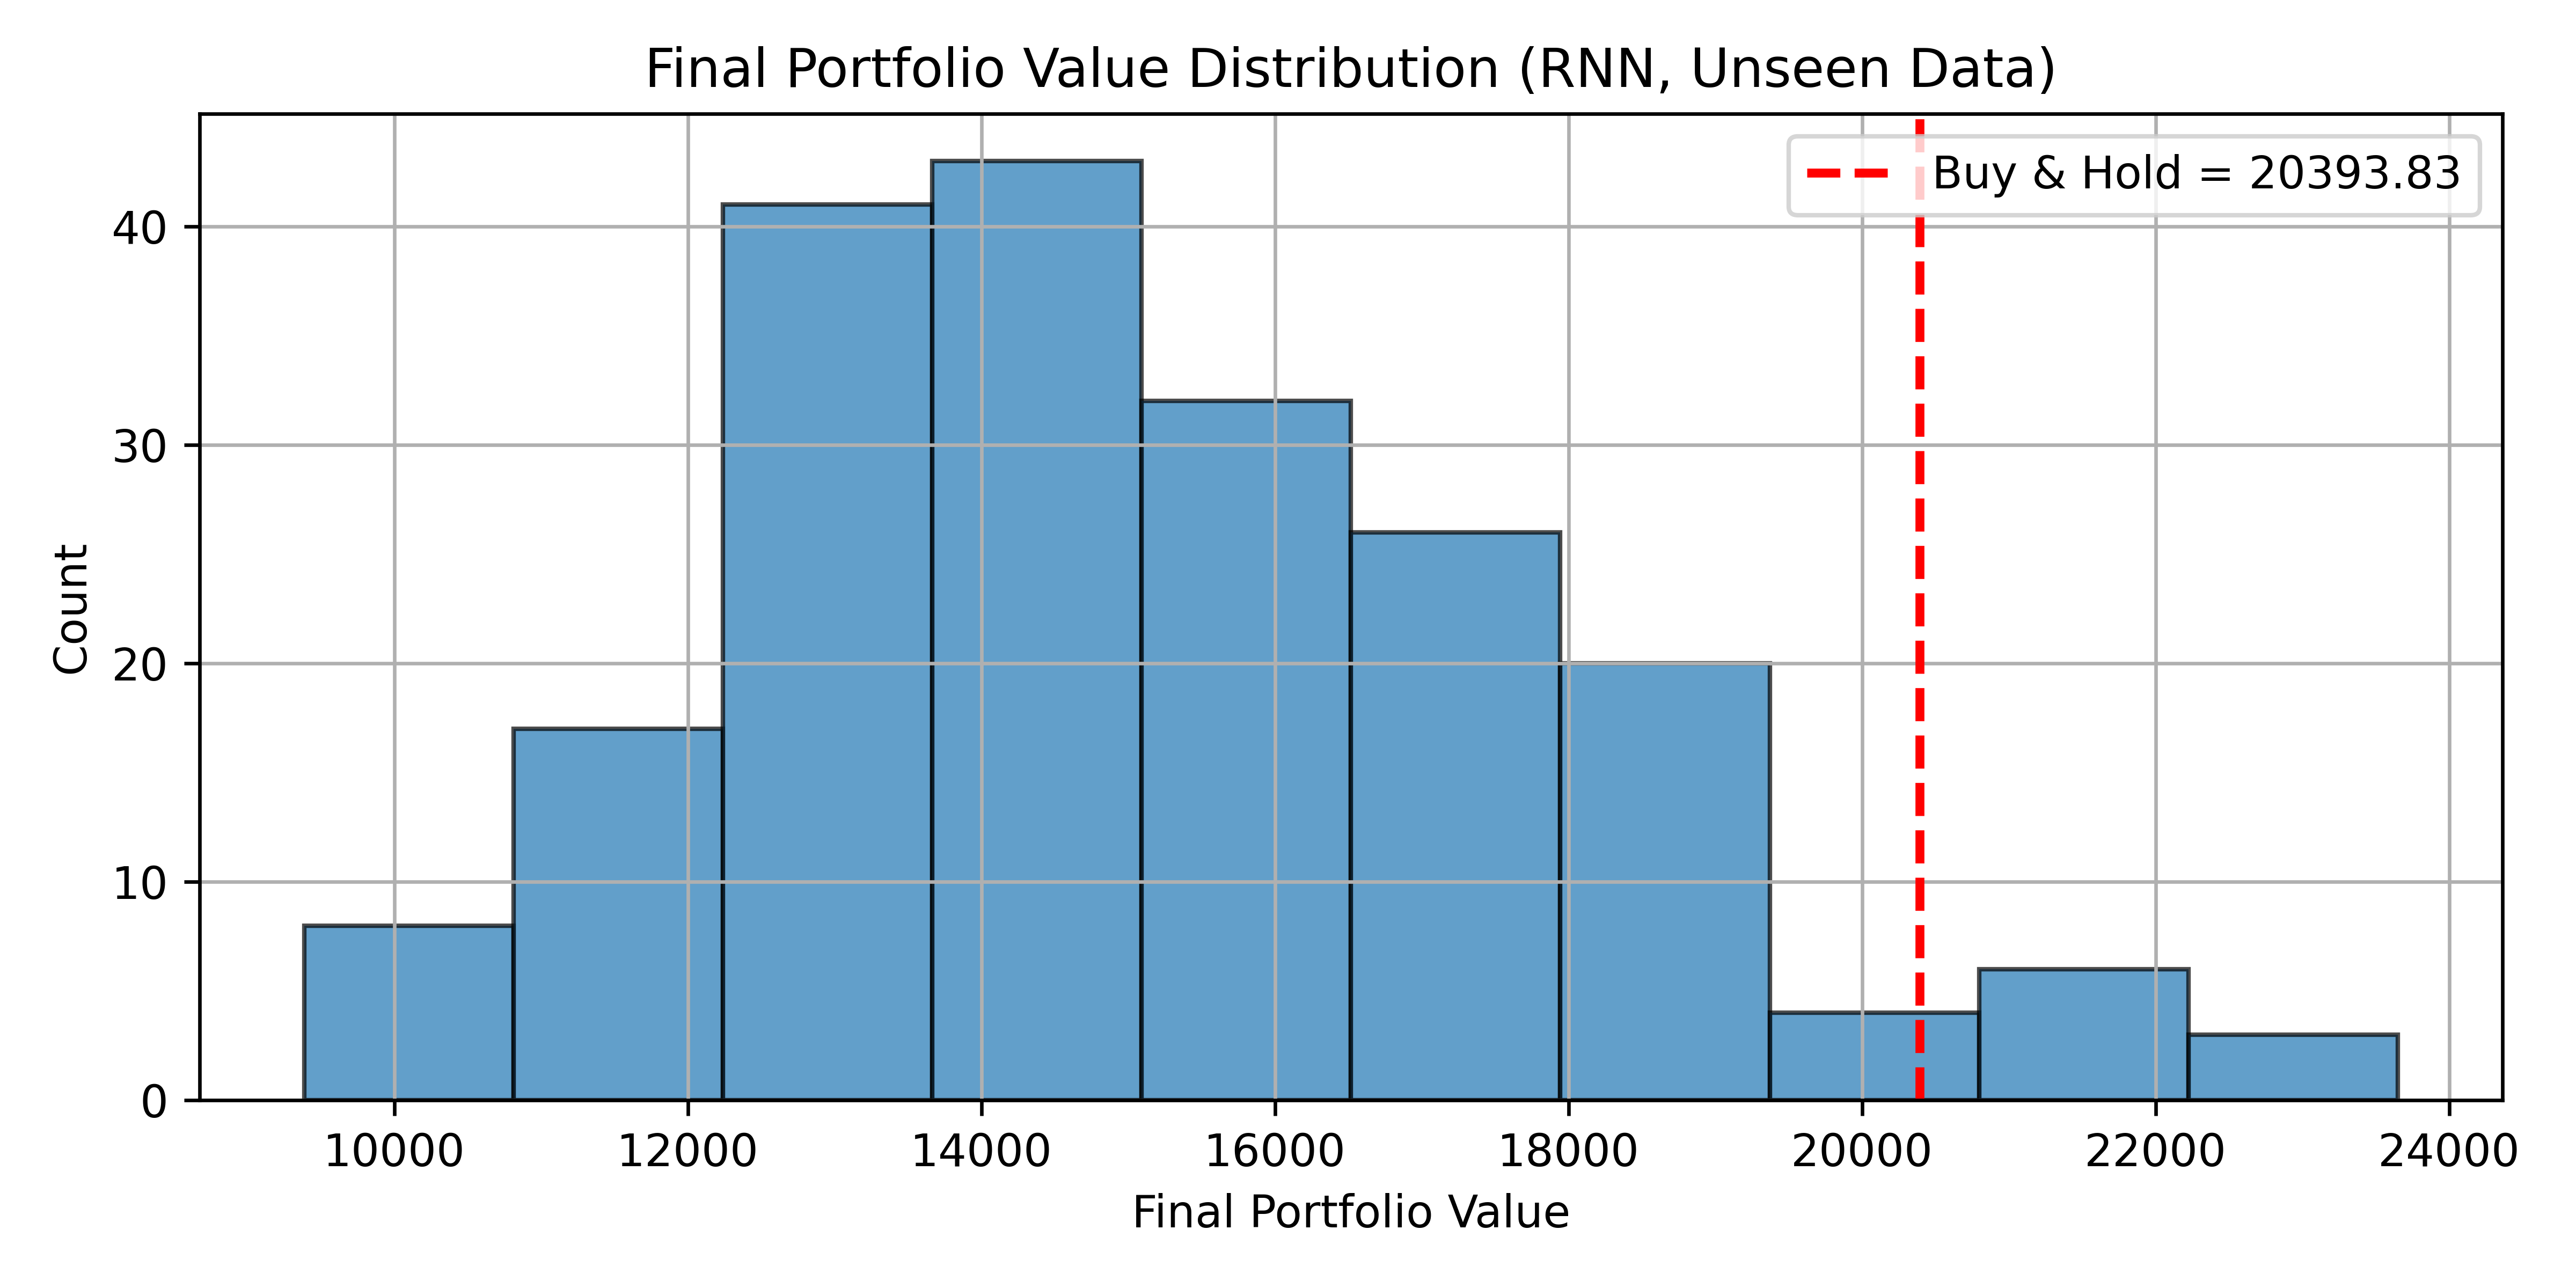 Final Portfolio Value Distribution (RNN, Unseen Data)
Buy & Hold = 20393.83
Count
40
30
20
10
0
10000 12000 14000 16000 18000 20000 22000 24000
Final Portfolio Value